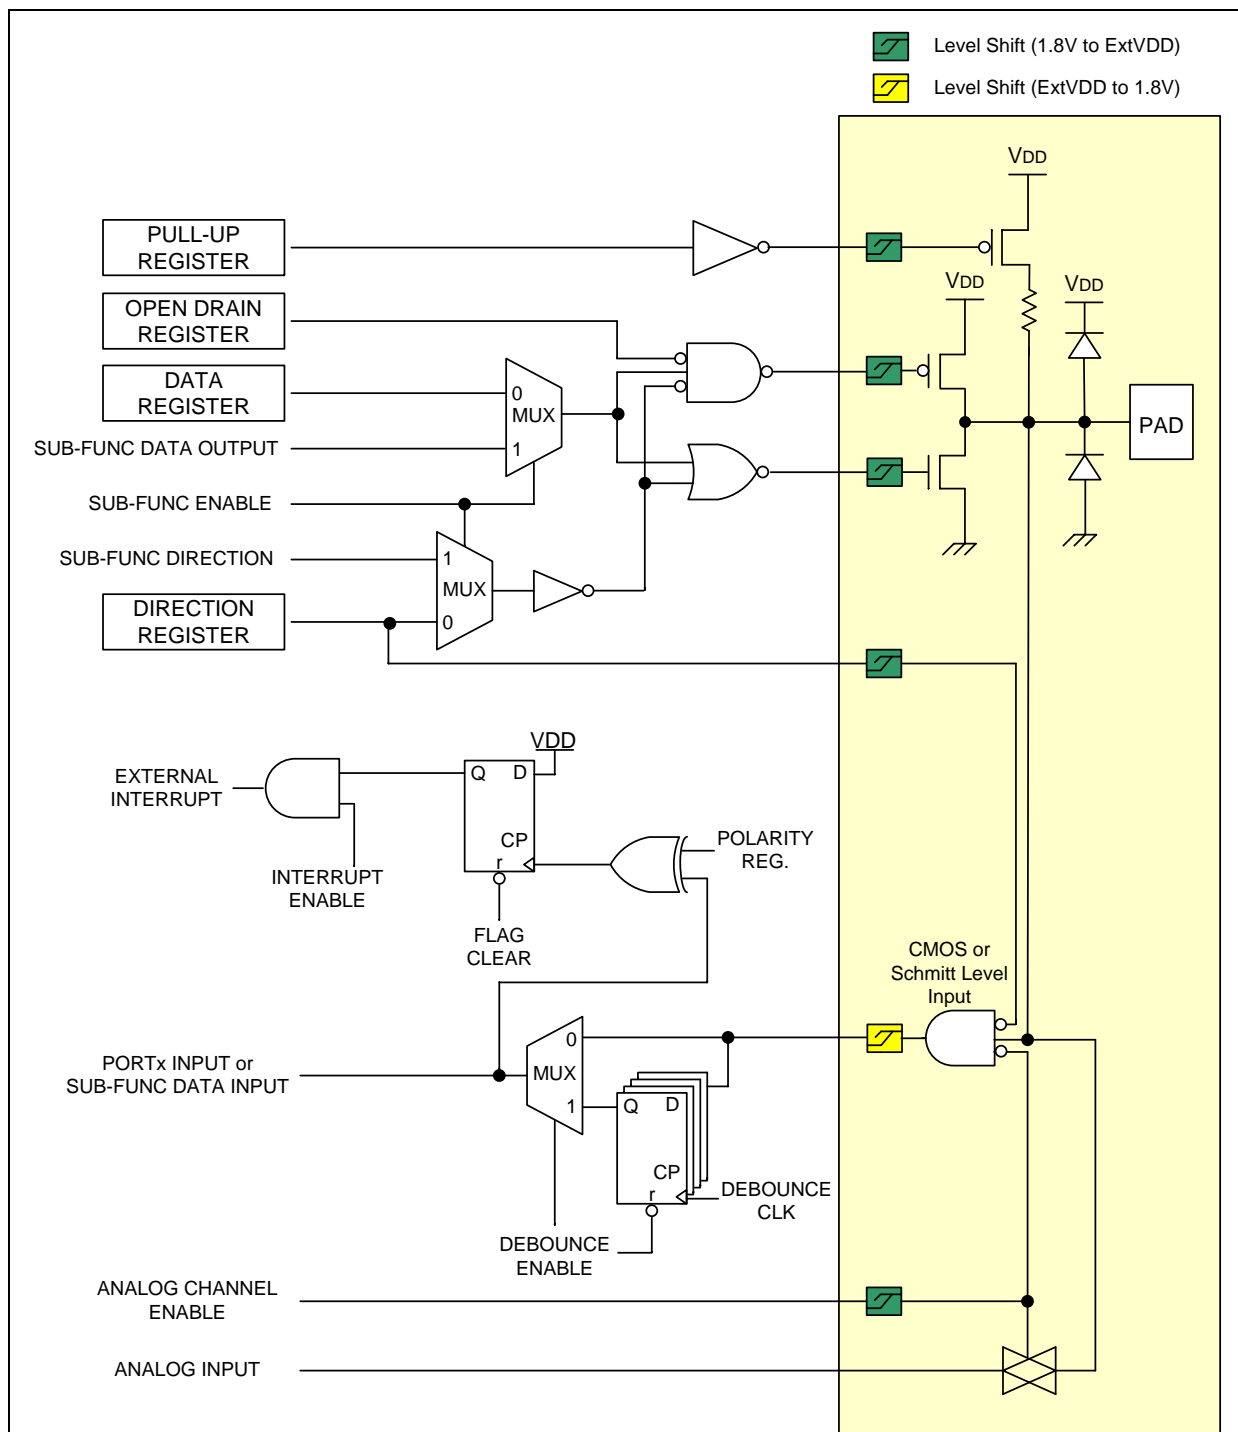 Level Shift (1.8V to ExtVDD)
Level Shift (ExtVDD to 1.8V)
VDD
PULL-UP
REGISTER
VDD
VDD
OPEN DRAIN
REGISTER
DATA
REGISTER
0
MUX
1
PAD
SUB-FUNC DATA OUTPUT
SUB-FUNC ENABLE
SUB-FUNC DIRECTION
1
MUX
0
DIRECTION
REGISTER
VDD
Q D
CP
r
EXTERNAL
INTERRUPT
POLARITY
REG.
INTERRUPT
ENABLE
FLAG
CLEAR
CMOS or
Schmitt Level
Input
0
MUX
1
PORTx INPUT or
SUB-FUNC DATA INPUT
Q D
CP
r
DEBOUNCE
CLK
DEBOUNCE
ENABLE
ANALOG CHANNEL
ENABLE
ANALOG INPUT